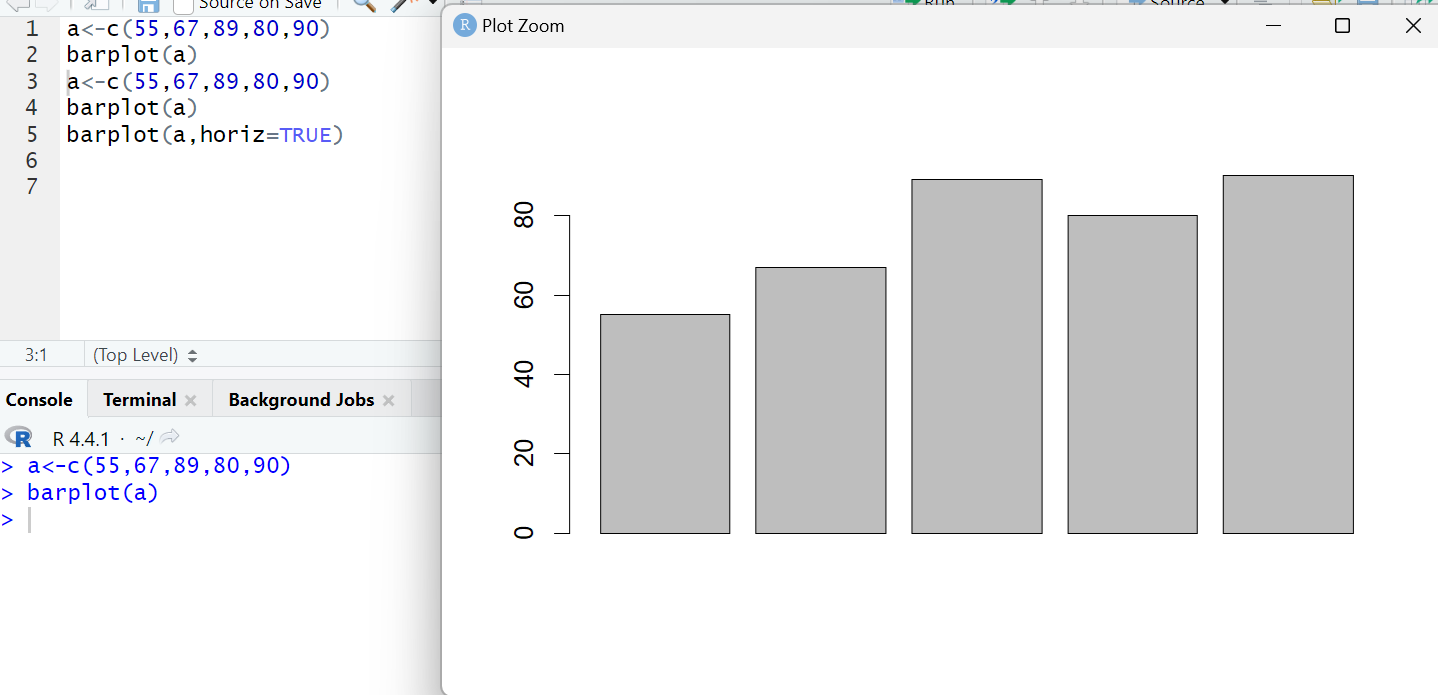 Source on Save
Run
Source
1 a<-c(55,67,89,80,90)
2 barplot(a)
3 a<-c(55,67,89,80,90)
4 barplot(a)
5 barplot(a,horiz=TRUE)
6
7
3:1 (Top Level)
Console Terminal Background Jobs
R R 4.4.1 · ~/
> a<-c(55,67,89,80,90)
> barplot(a)
>
R Plot Zoom
80
60
40
20
0